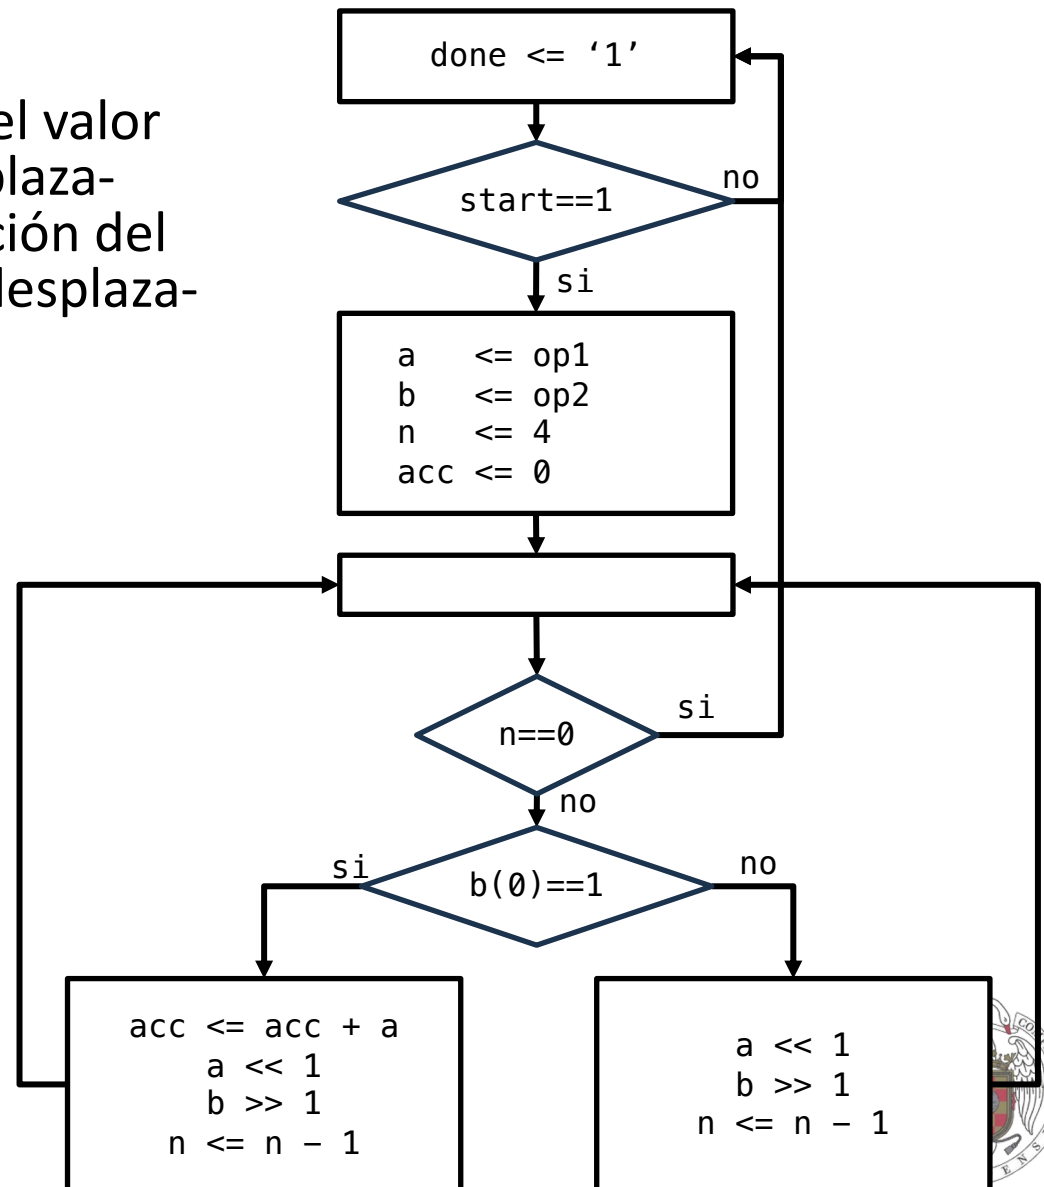 done <= ‘1’
el valor
plaza-
ción del
desplaza-
start==1
no
si
a <= op1
b <= op2
n <= 4
acc <= 0
n==0
si
no
b(0)==1
si
no
acc <= acc + a
a << 1
b >> 1
n <= n − 1
a << 1
b >> 1
n <= n − 1